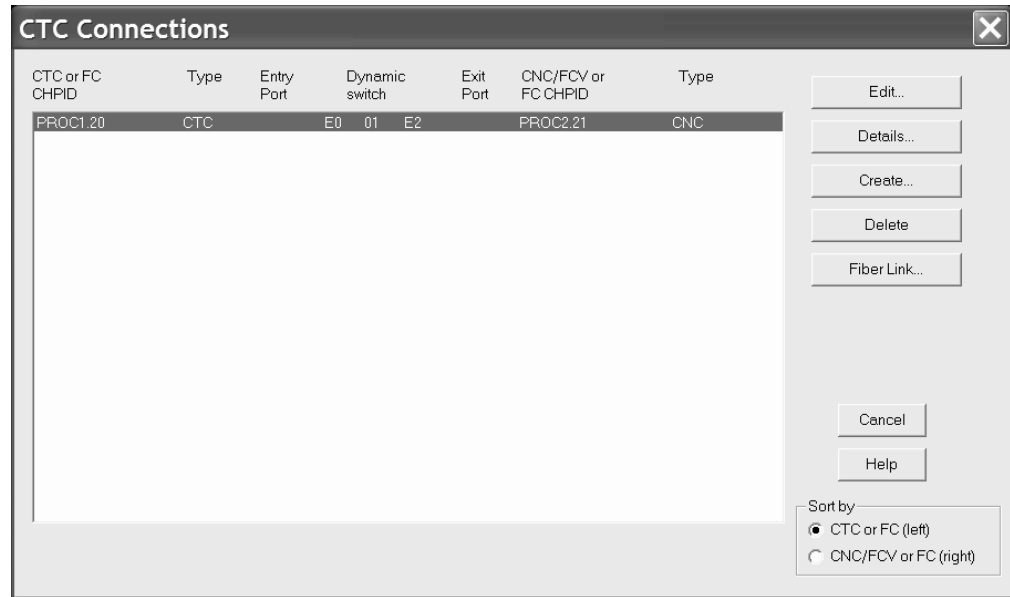 CTC Connections
CTC or FC CHPID Type Entry Port Dynamic switch Exit Port CNC/FCV or FC CHPID Type
PROC1.20 CTC E0 01 E2 PROC2.21 CNC
Edit...
Details...
Create...
Delete
Fiber Link...
Cancel
Help
Sort by
CTC or FC (left)
CNC/FCV or FC (right)